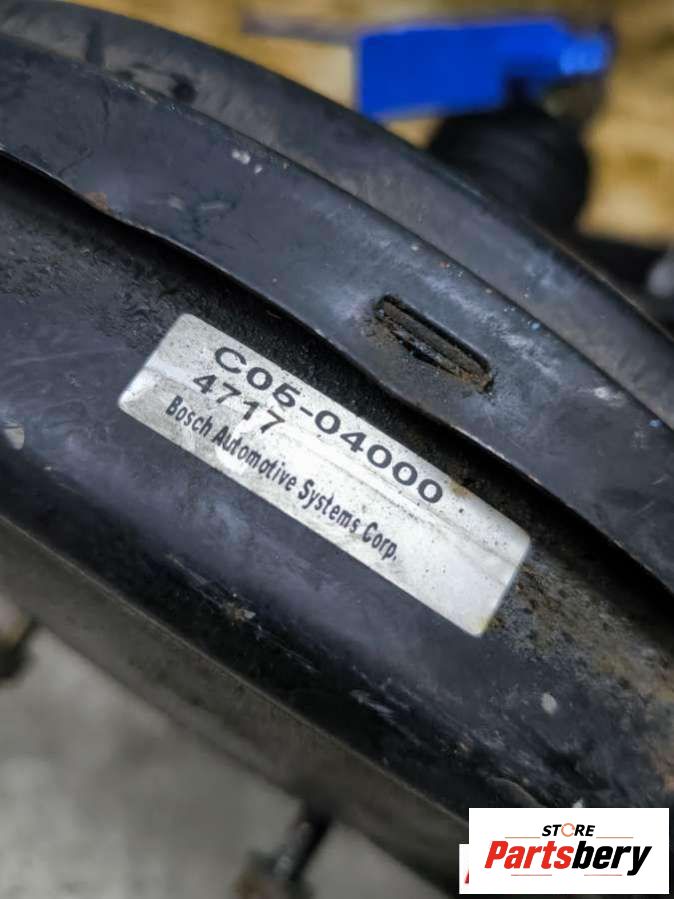 C05-04000
4717
Bosch Automotive Systems Corp.
STORE
Partsbery